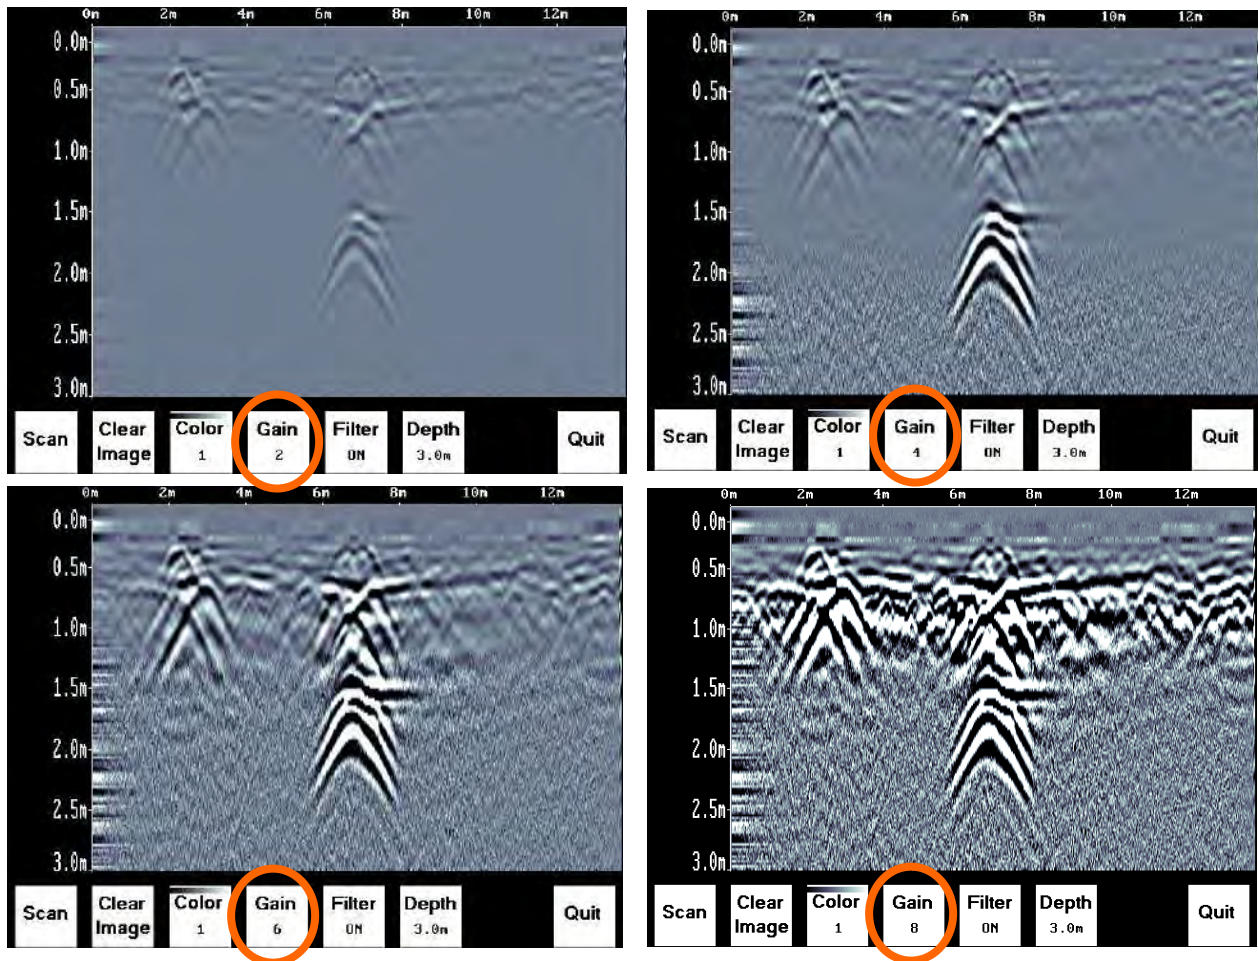 0m 2m 4m 6m 8m 10m 12m
0.0m
0.5m
1.0m
1.5m
2.0m
2.5m
3.0m
Scan Clear Image Color 1 Gain 2 Filter ON Depth 3.0m Quit
0m 2m 4m 6m 8m 10m 12m
0.0m
0.5m
1.0m
1.5m
2.0m
2.5m
3.0m
Scan Clear Image Color 1 Gain 4 Filter ON Depth 3.0m Quit
0m 2m 4m 6m 8m 10m 12m
0.0m
0.5m
1.0m
1.5m
2.0m
2.5m
3.0m
Scan Clear Image Color 1 Gain 6 Filter ON Depth 3.0m Quit
0m 2m 4m 6m 8m 10m 12m
0.0m
0.5m
1.0m
1.5m
2.0m
2.5m
3.0m
Scan Clear Image Color 1 Gain 8 Filter ON Depth 3.0m Quit